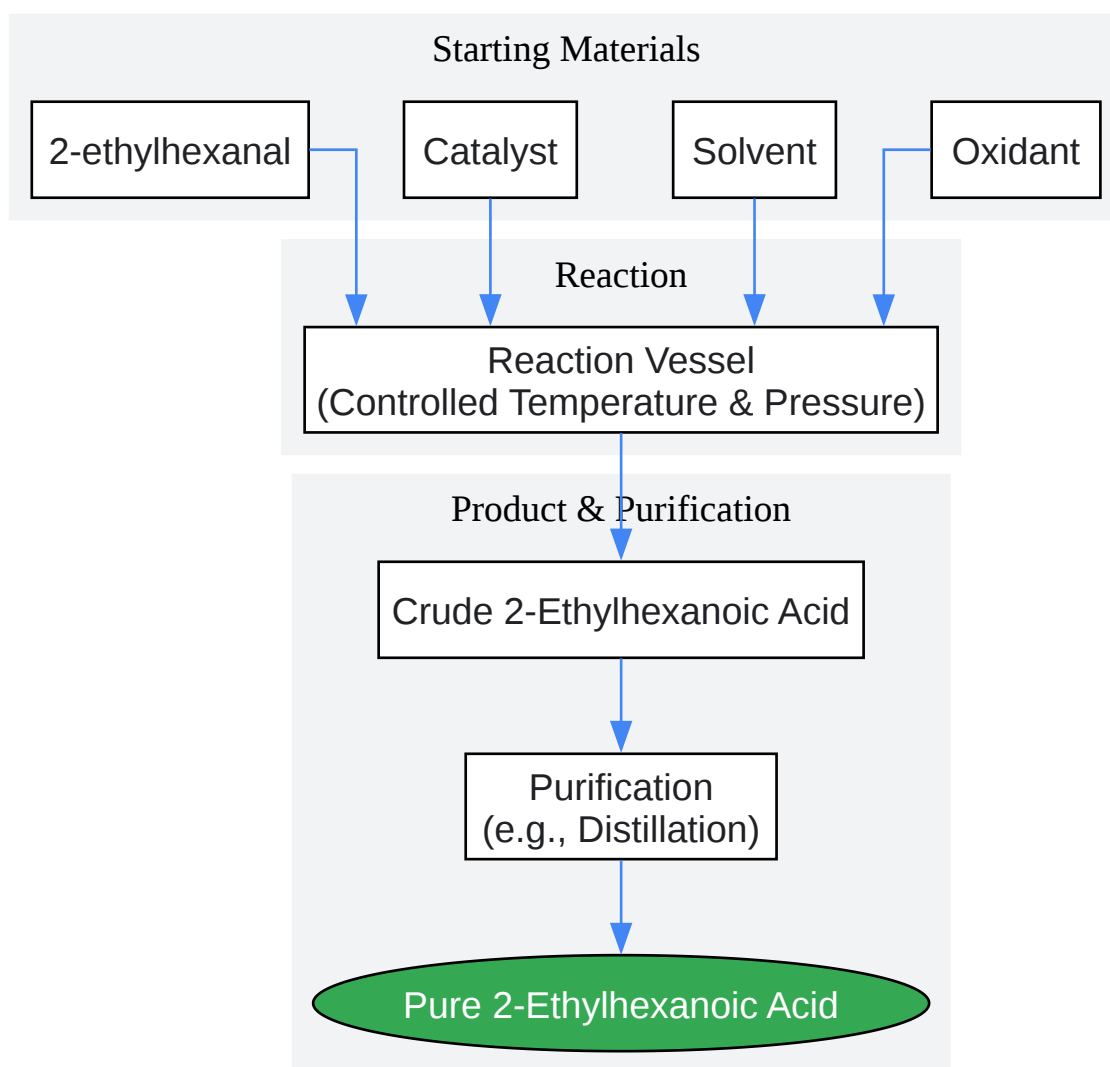 Starting Materials
2-ethylhexanal
Catalyst
Solvent
Oxidant
Reaction
Reaction Vessel
(Controlled Temperature & Pressure)
Product & Purification
Crude 2-Ethylhexanoic Acid
Purification
(e.g., Distillation)
Pure 2-Ethylhexanoic Acid